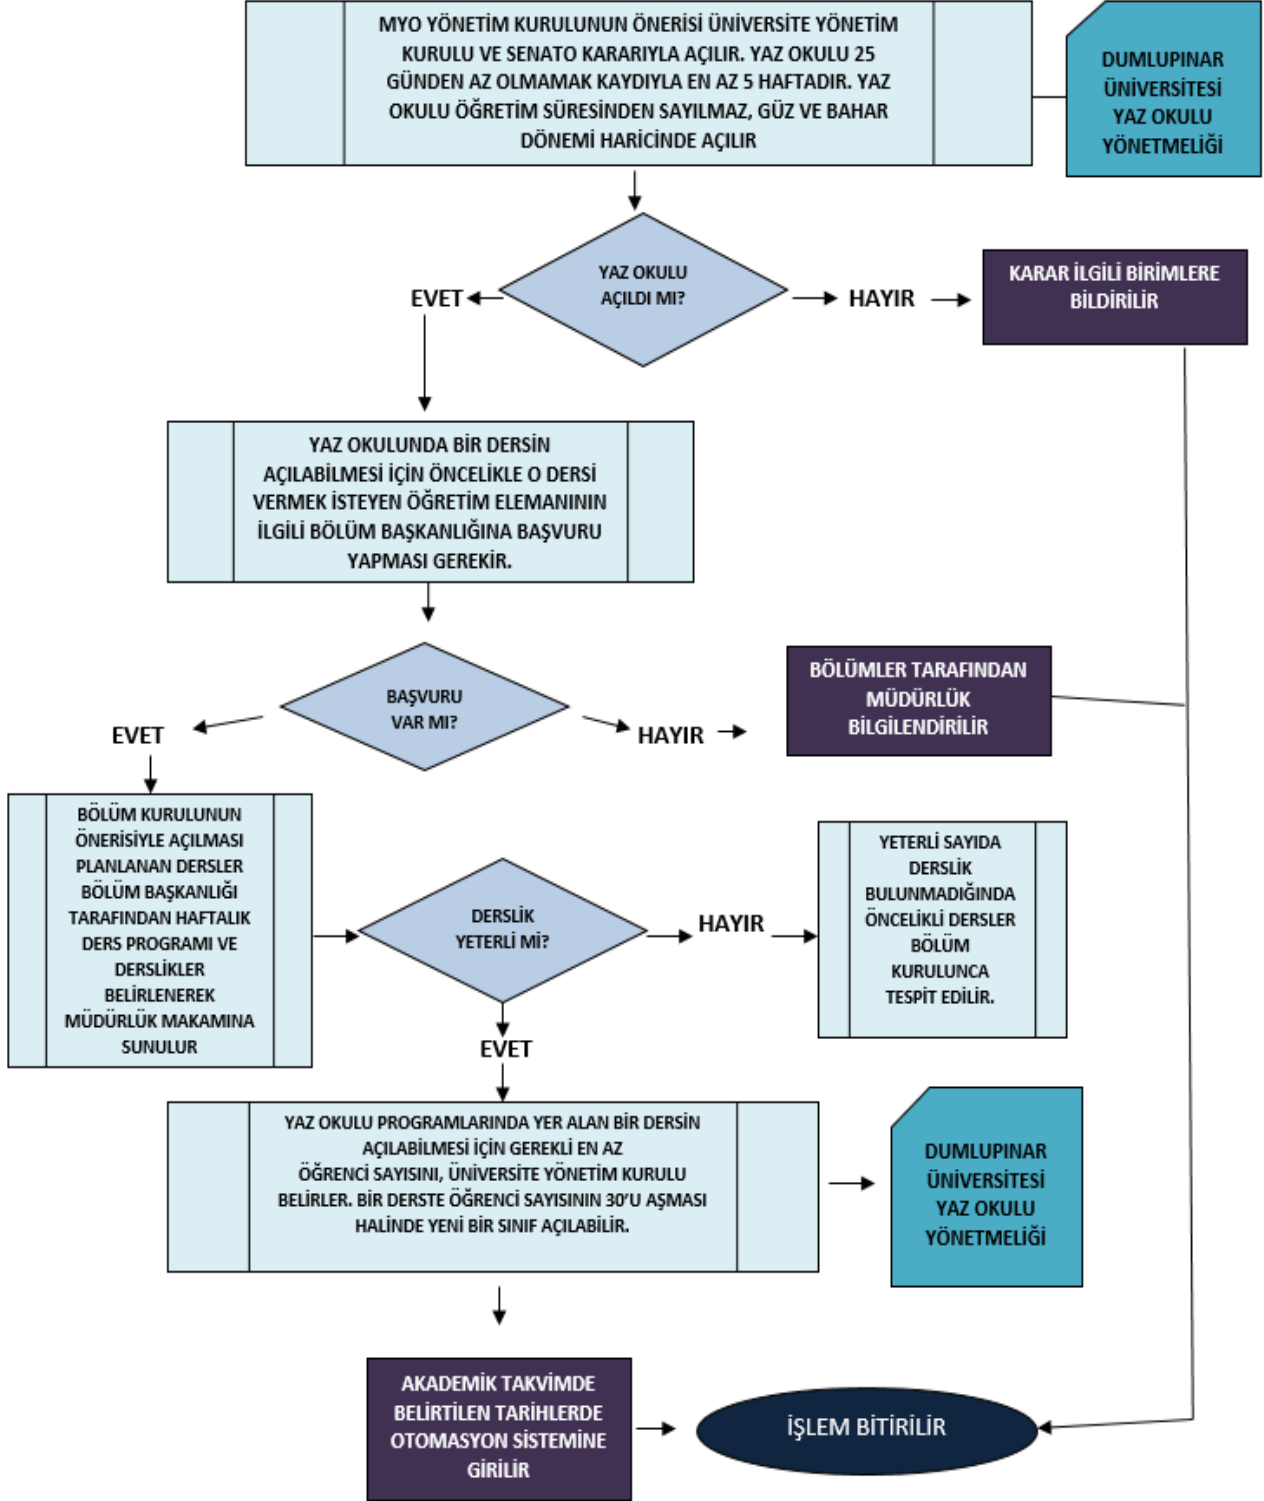 MYO YÖNETİM KURULUNUN ÖNERİSİ ÜNİVERSİTE YÖNETİM
KURULU VE SENATO KARARIYLA AÇILIR. YAZ OKULU 25
GÜNDEN AZ OLMAMAK KAYDIYLA EN AZ 5 HAFTADIR. YAZ
OKULU ÖĞRETİM SÜRESİNDEN SAYILMAZ, GÜZ VE BAHAR
DÖNEMİ HARİCİNDE AÇILIR
DUMLUPINAR
ÜNİVERSİTESİ
YAZ OKULU
YÖNETMELİĞİ
YAZ OKULU
AÇILDI MI?
EVET
HAYIR
KARAR İLGİLİ BİRİMLERE
BİLDİRİLİR
YAZ OKULUNDA BİR DERSİN
AÇILABİLMESİ İÇİN ÖNCELİKLE O DERSİ
VERMEK İSTEYEN ÖĞRETİM ELEMANININ
İLGİLİ BÖLÜM BAŞKANLIĞINA BAŞVURU
YAPMASI GEREKİR.
BAŞVURU
VAR MI?
EVET
HAYIR
BÖLÜMLER TARAFINDAN
MÜDÜRLÜK
BİLGİLENDİRİLİR
BÖLÜM KURULUNUN
ÖNERİSİYLE AÇILMASI
PLANLANAN DERSLER
BÖLÜM BAŞKANLIĞI
TARAFINDAN HAFTALIK
DERS PROGRAMI VE
DERSLİKLER
BELİRLENEREK
MÜDÜRLÜK MAKAMINA
SUNULUR
DERSLİK
YETERLİ Mİ?
HAYIR
YETERLİ SAYIDA
DERSLİK
BULUNMADIĞINDA
ÖNCELİKLİ DERSLER
BÖLÜM
KURULUNCA
TESPİT EDİLİR.
EVET
YAZ OKULU PROGRAMLARINDA YER ALAN BİR DERSİN
AÇILABİLMESİ İÇİN GEREKLİ EN AZ
ÖĞRENCİ SAYISINI, ÜNİVERSİTE YÖNETİM KURULU
BELİRLER. BİR DERSTE ÖĞRENCİ SAYISININ 30'U AŞMASI
HALİNDE YENİ BİR SINIF AÇILABİLİR.
DUMLUPINAR
ÜNİVERSİTESİ
YAZ OKULU
YÖNETMELİĞİ
AKADEMİK TAKVİMDE
BELİRTİLEN TARİHLERDE
OTOMASYON SİSTEMİNE
GİRİLİR
İŞLEM BİTİRİLİR